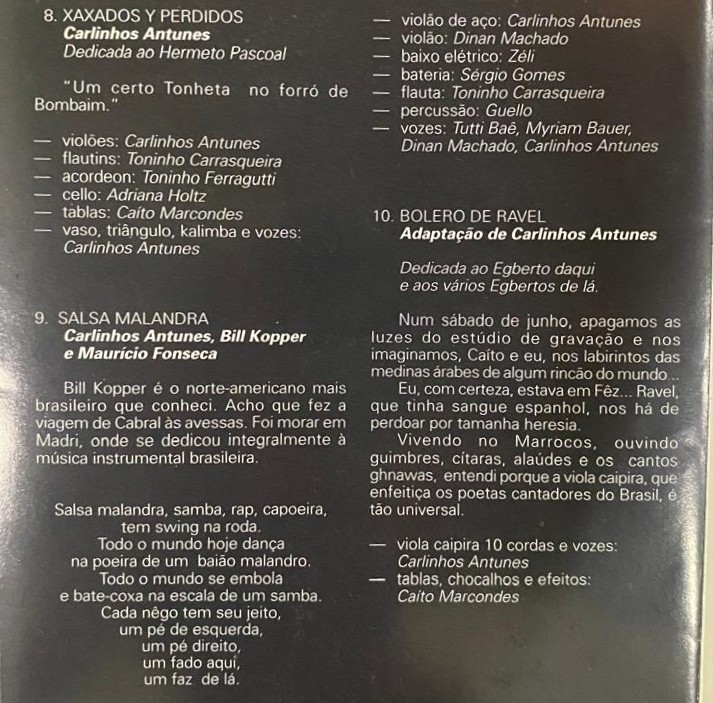 8. XAXADOS Y PERDIDOS
Carlinhos Antunes
Dedicada ao Hermeto Pascoal
"Um certo Tonheta no forró de
Bombaim."
— violões: Carlinhos Antunes
— flautins: Toninho Carrasqueira
— acordeon: Toninho Ferragutti
— cello: Adriana Holtz
— tablas: Caíto Marcondes
— vaso, triângulo, kalimba e vozes:
Carlinhos Antunes
9. SALSA MALANDRA
Carlinhos Antunes, Bill Kopper
e Maurício Fonseca
Bill Kopper é o norte-americano mais
brasileiro que conheci. Acho que fez a
viagem de Cabral às avessas. Foi morar em
Madri, onde se dedicou integralmente à
música instrumental brasileira.
Salsa malandra, samba, rap, capoeira,
tem swing na roda.
Todo o mundo hoje dança
na poeira de um baião malandro.
Todo o mundo se embola
e bate-coxa na escala de um samba.
Cada nêgo tem seu jeito,
um pé de esquerda,
um pé direito,
um fado aqui,
um faz de lá.
— violão de aço: Carlinhos Antunes
— violão: Dinan Machado
— baixo elétrico: Zéli
— bateria: Sérgio Gomes
— flauta: Toninho Carrasqueira
— percussão: Guello
— vozes: Tutti Baê, Myriam Bauer,
Dinan Machado, Carlinhos Antunes
10. BOLERO DE RAVEL
Adaptação de Carlinhos Antunes
Dedicada ao Egberto daqui
e aos vários Egbertos de lá.
Num sábado de junho, apagamos as
luzes do estúdio de gravação e nos
imaginamos, Caíto e eu, nos labirintos das
medinas árabes de algum rincão do mundo...
Eu, com certeza, estava em Fêz... Ravel,
que tinha sangue espanhol, nos há de
perdoar por tamanha heresia.
Vivendo no Marrocos, ouvindo
guimbres, cítaras, alaúdes e os cantos
ghnawas, entendi porque a viola caipira, que
enfeitiça os poetas cantadores do Brasil, é
tão universal.
— viola caipira 10 cordas e vozes:
Carlinhos Antunes
— tablas, chocalhos e efeitos:
Caíto Marcondes